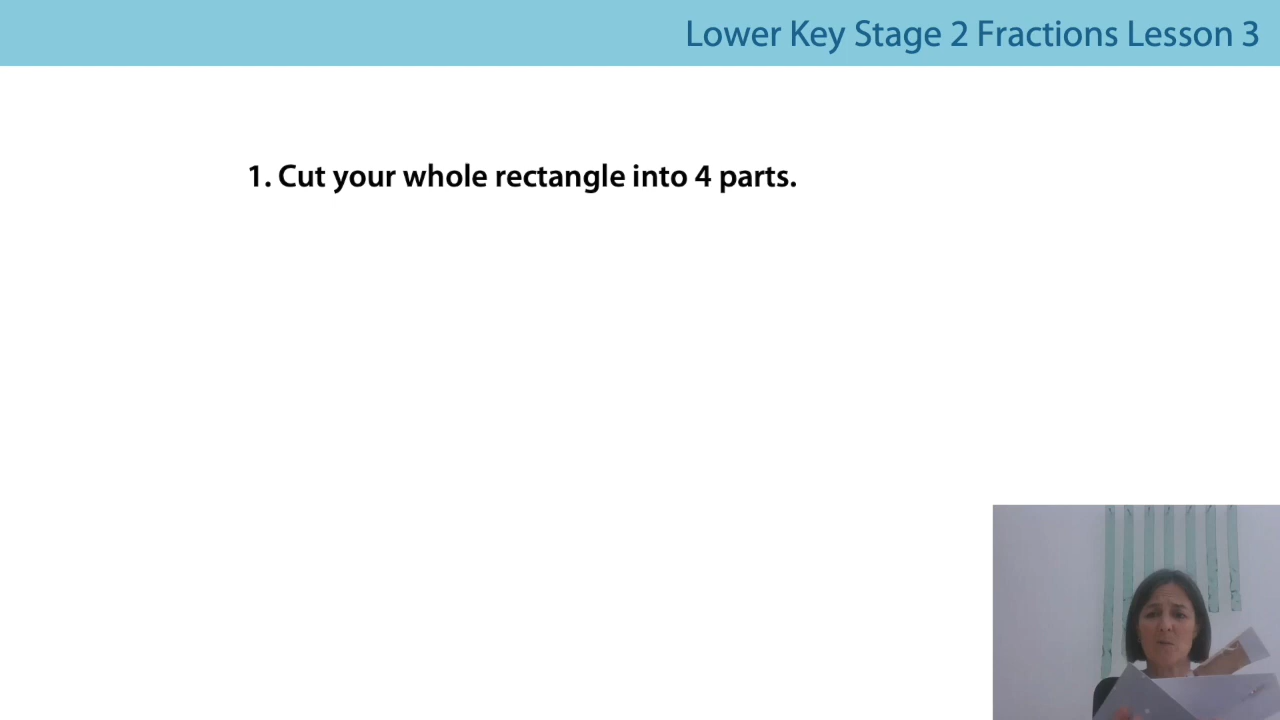 Lower Key Stage 2 Fractions Lesson 3
1. Cut your whole rectangle into 4 parts.